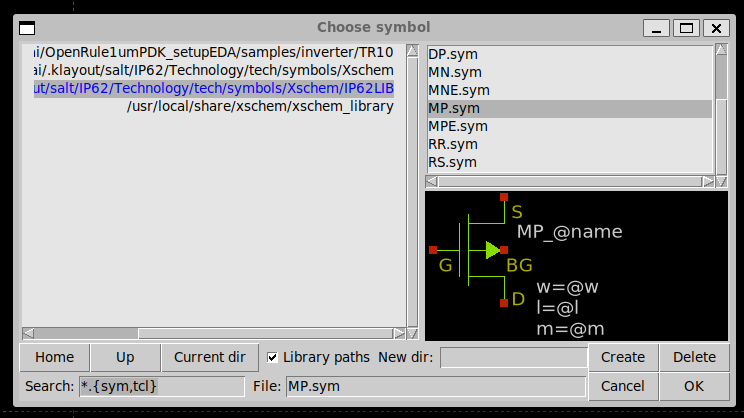 Choose symbol
ai/OpenRule1umPDK_setupEDA/samples/inverter/TR10
ai/.klayout/salt/IP62/Technology/tech/symbols/Xschem
ut/salt/IP62/Technology/tech/symbols/Xschem/IP62LIB
/usr/local/share/xschem/xschem_library
DP.sym
MN.sym
MNE.sym
MP.sym
MPE.sym
RR.sym
RS.sym
S
MP_@name
G
BG
D
w=@w
l=@l
m=@m
Home Up Current dir Library paths New dir: Create Delete
Search: *.{sym,tcl} File: MP.sym Cancel OK